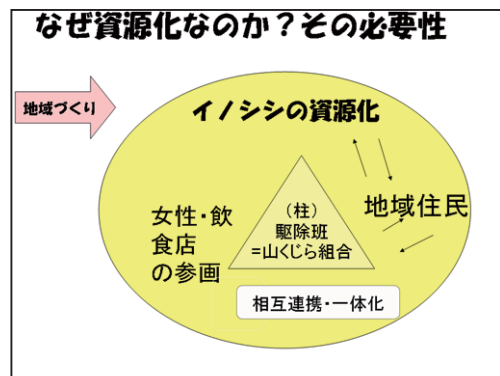 なぜ資源化なのか？その必要性
地域づくり
イノシシの資源化
女性・飲
食店
の参画
（柱）
駆除班
=山くじら組合
地域住民
相互連携・一体化